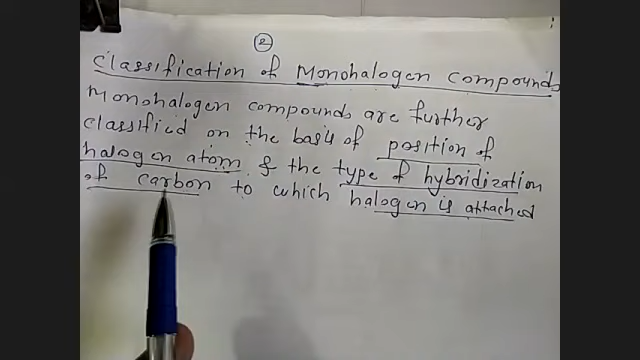 2
Classification of Monohalogen Compounds
Monohalogen compounds are further
classified on the basis of position of
halogen atom & the type of hybridization
of carbon to which halogen is attached